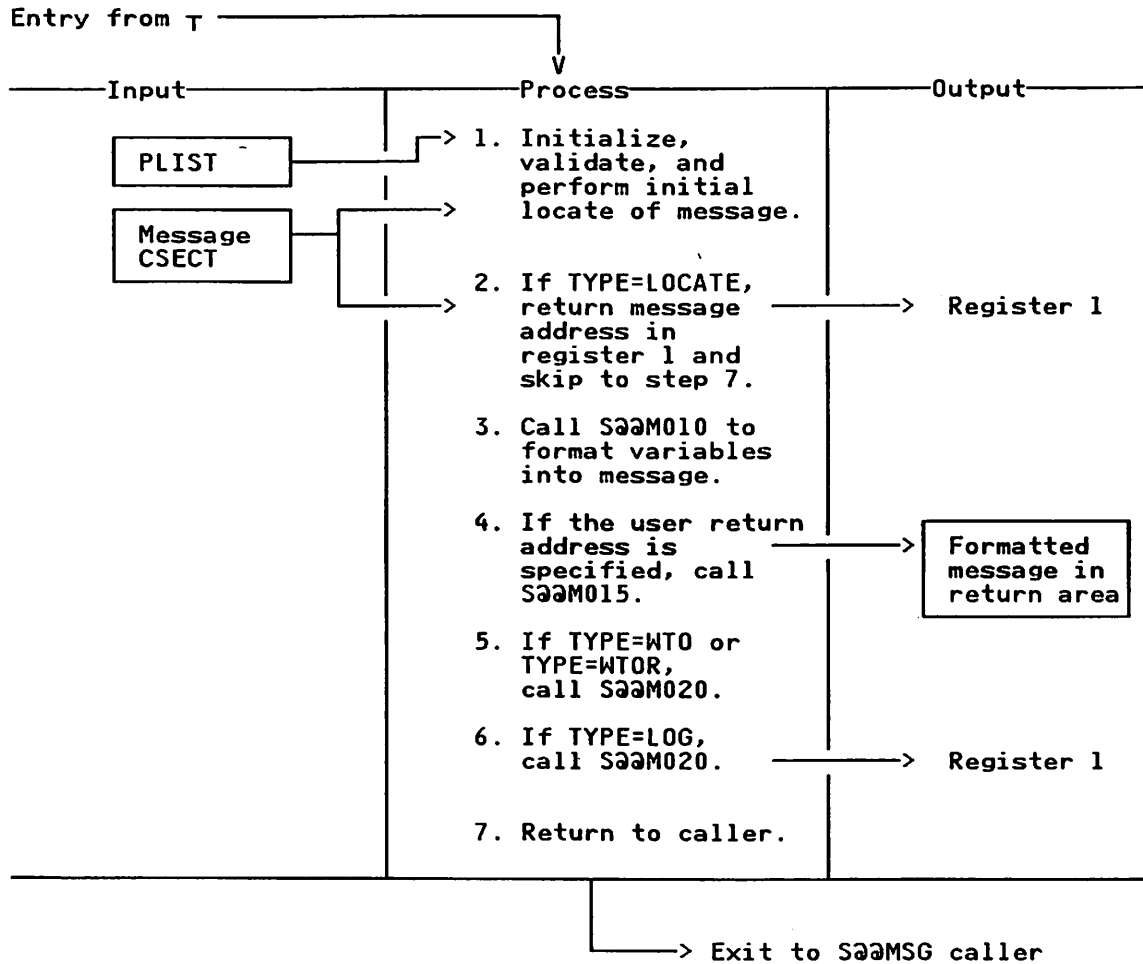 Entry from T
Input
Process
Output
PLIST
Message
CSECT
1. Initialize,
validate, and
perform initial
locate of message.
2. If TYPE=LOCATE,
return message
address in
register 1 and
skip to step 7.
Register 1
3. Call S∂∂M010 to
format variables
into message.
4. If the user return
address is
specified, call
S∂∂M015.
Formatted
message in
return area
5. If TYPE=WTO or
TYPE=WTOR,
call S∂∂M020.
6. If TYPE=LOG,
call S∂∂M020.
Register 1
7. Return to caller.
Exit to S∂∂MSG caller